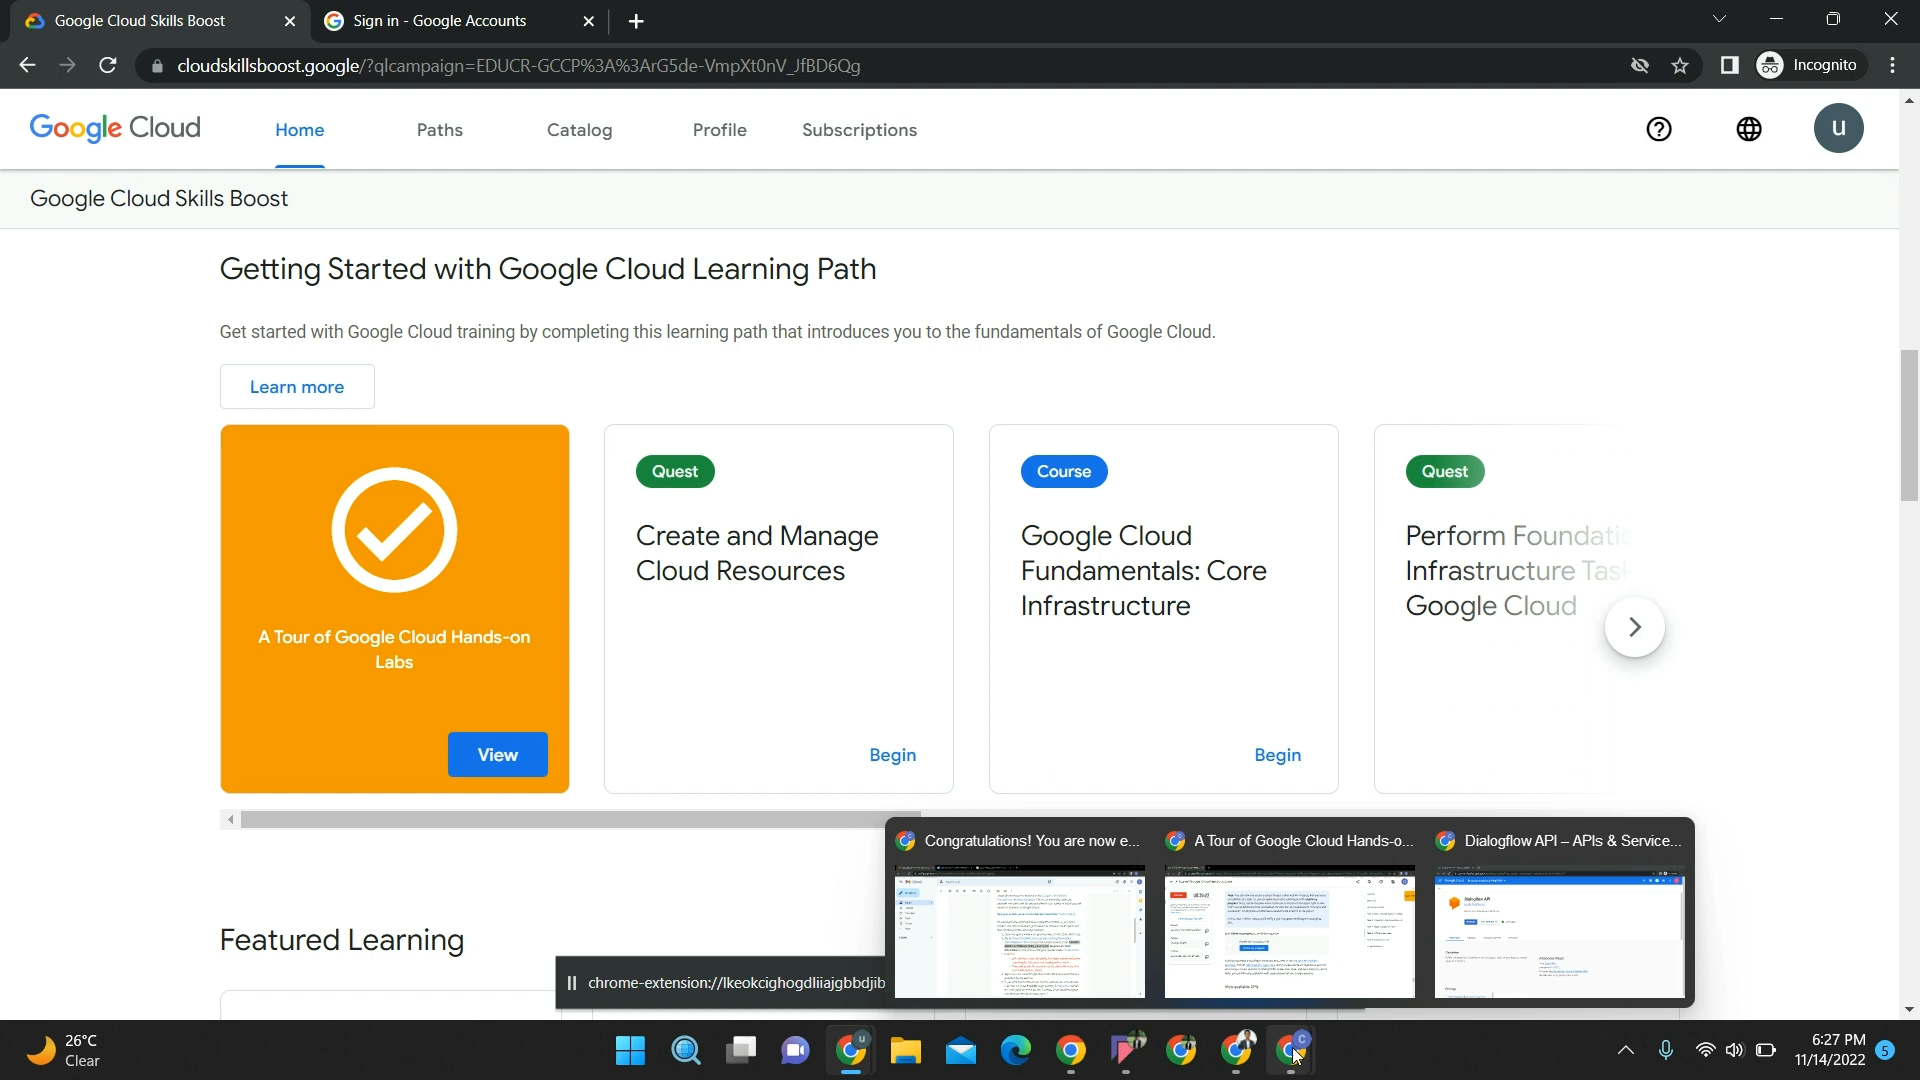 Google Cloud Skills Boost
Sign in - Google Accounts
cloudskillsboost.google/?qlcampaign=EDUCR-GCCP%3A%3ArG5de-VmpXt0nV_JfBD6Qg
Incognito
Google Cloud
Home
Paths
Catalog
Profile
Subscriptions
u
Google Cloud Skills Boost
Getting Started with Google Cloud Learning Path
Get started with Google Cloud training by completing this learning path that introduces you to the fundamentals of Google Cloud.
Learn more
A Tour of Google Cloud Hands-on
Labs
View
Quest
Create and Manage
Cloud Resources
Begin
Course
Google Cloud
Fundamentals: Core
Infrastructure
Begin
Quest
Perform Foundatio
Infrastructure Task
Google Cloud
Featured Learning
chrome-extension://lkeokcighogdliiajgbbdjib
Congratulations! You are now e...
A Tour of Google Cloud Hands-o...
Dialogflow API – APIs & Service...
26°C
Clear
6:27 PM
11/14/2022
5